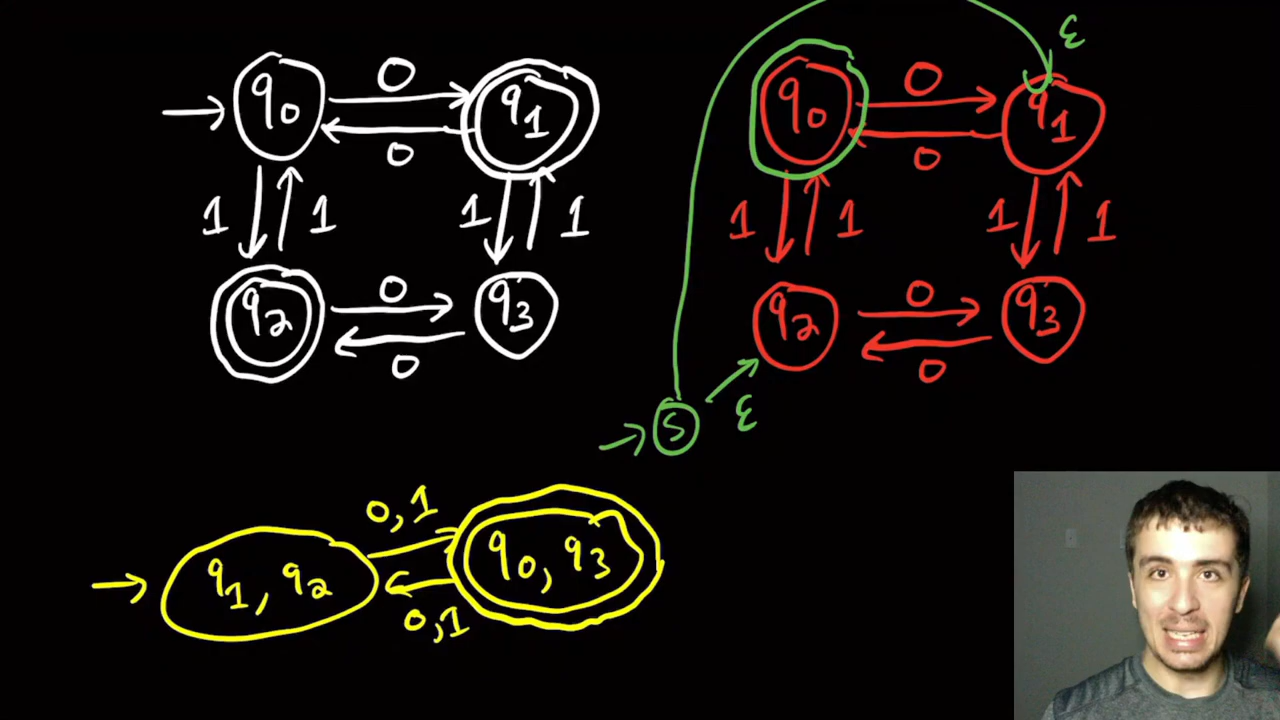 ε
q0 0 q1 q0 0 q1
0 0
1 1 1 1 1 1 1 1
q2 0 q3 q2 0 q3
0 0
S ε
0,1
q1, q2 q0, q3
0,1